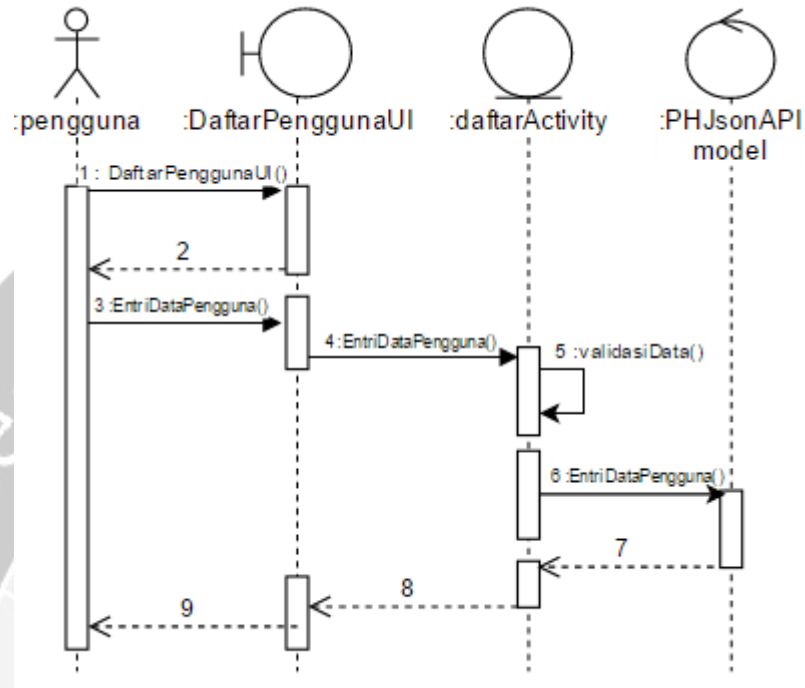 :pengguna :DaftarPenggunaUI :daftarActivity :PHJsonAPI
model
1 : DaftarPenggunaUI()
2
3 :EntriDataPengguna()
4:EntriDataPengguna()
5 :validasiData()
6 :EntriDataPengguna()
7
8
9